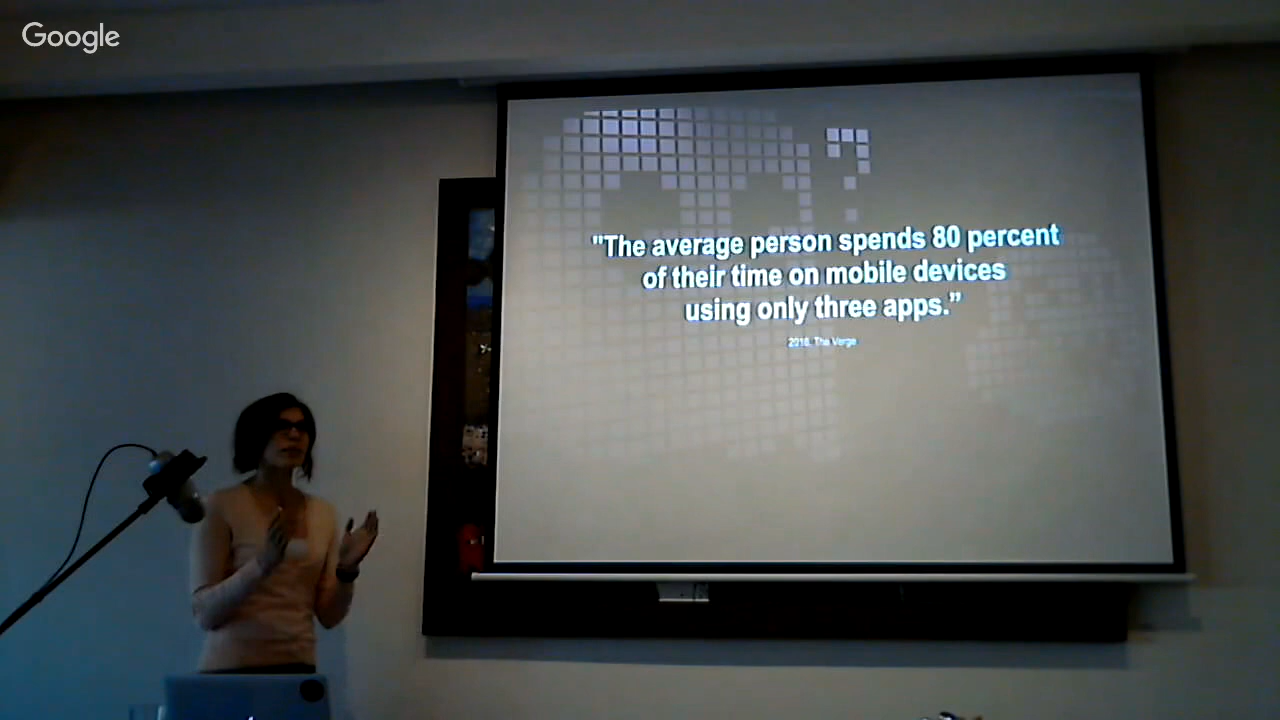 Google
"The average person spends 80 percent
of their time on mobile devices
using only three apps.”
2016. The Verge